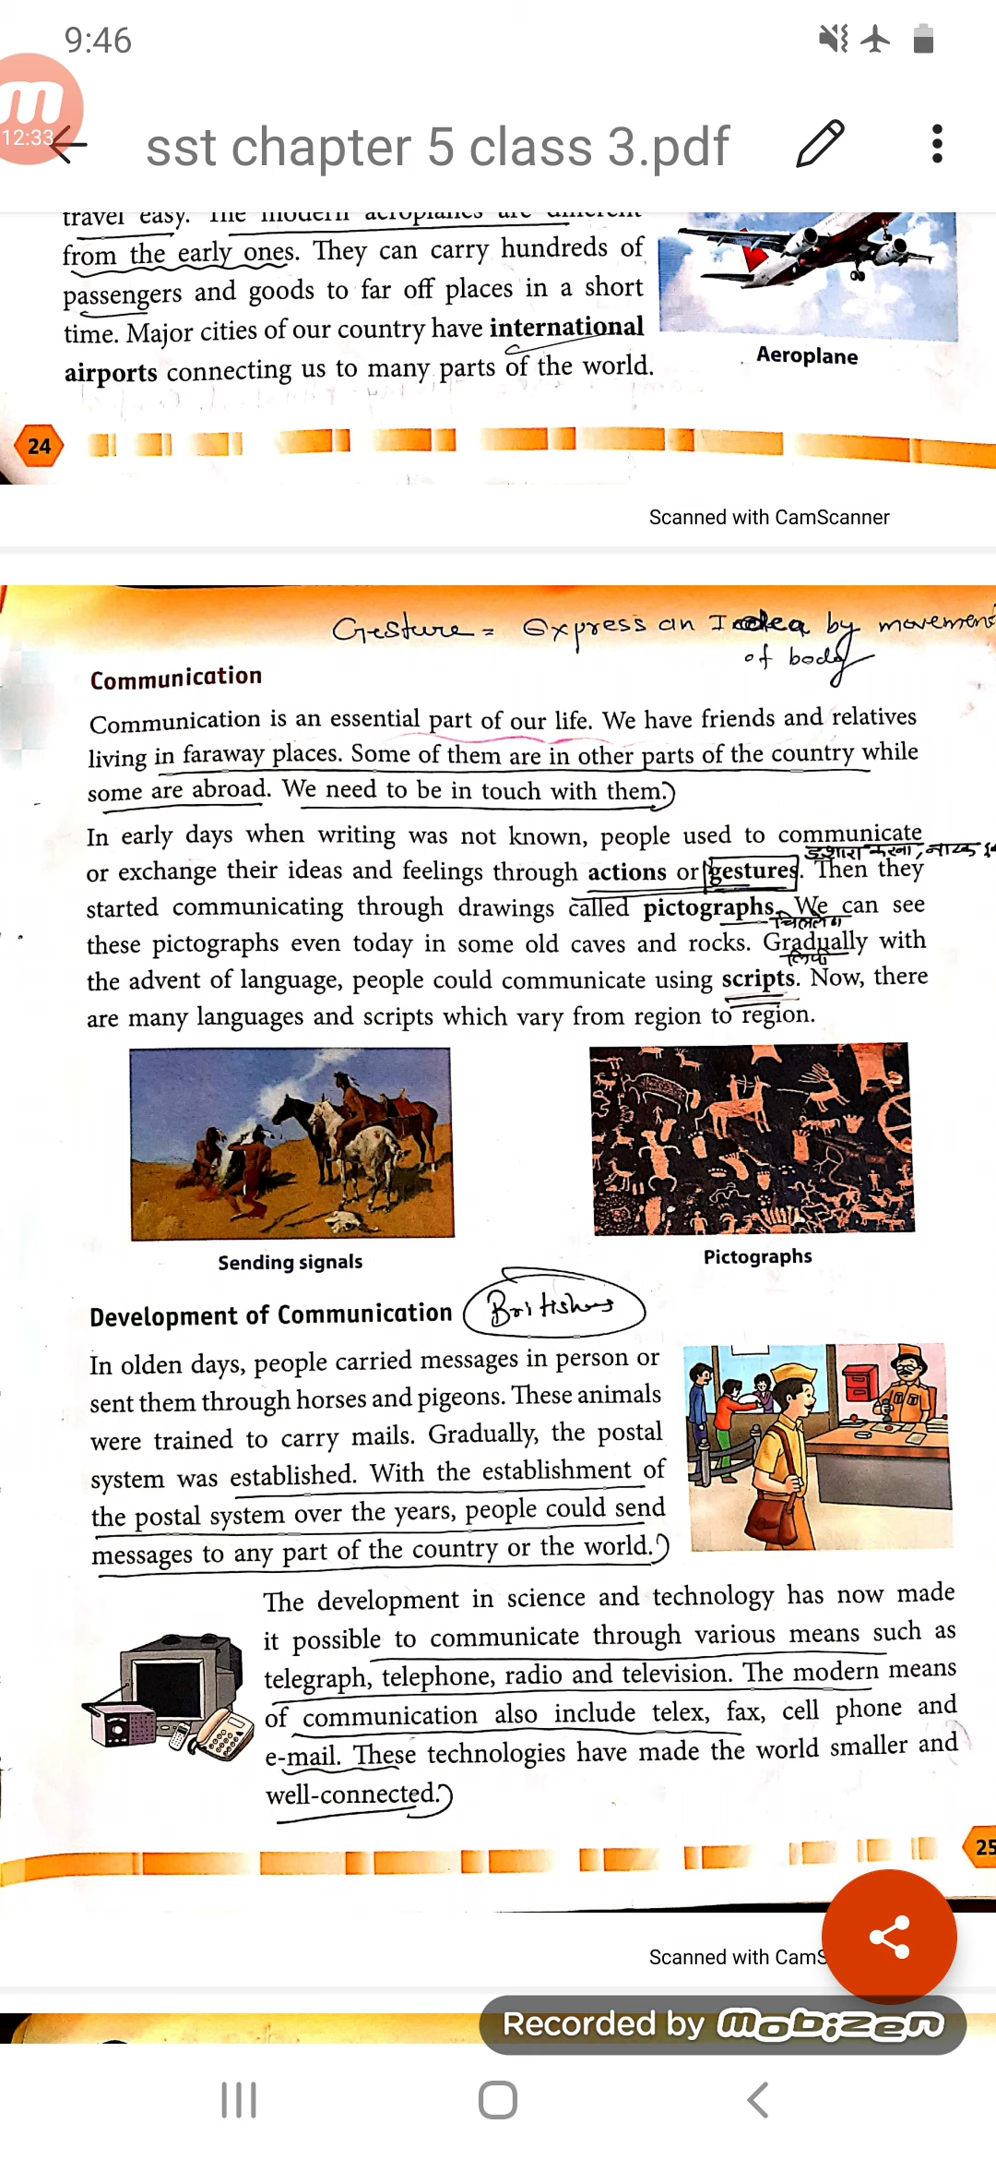 9:46
12:33
sst chapter 5 class 3.pdf
travel easy. The modern aeroplanes are different
from the early ones. They can carry hundreds of
passengers and goods to far off places in a short
time. Major cities of our country have international
airports connecting us to many parts of the world.
Aeroplane
24
Scanned with CamScanner
Gesture = Express an Idea by movement
of body
Communication
Communication is an essential part of our life. We have friends and relatives
living in faraway places. Some of them are in other parts of the country while
some are abroad. We need to be in touch with them.)
In early days when writing was not known, people used to communicate
इशारा करना,
or exchange their ideas and feelings through actions or gestures. Then they
started communicating through drawings called pictographs. We can see
these pictographs even today in some old caves and rocks. Gradually with
लिपी
the advent of language, people could communicate using scripts. Now, there
are many languages and scripts which vary from region to region.
Sending signals
Pictographs
Development of Communication
Britishers
In olden days, people carried messages in person or
sent them through horses and pigeons. These animals
were trained to carry mails. Gradually, the postal
system was established. With the establishment of
the postal system over the years, people could send
messages to any part of the country or the world.)
The development in science and technology has now made
it possible to communicate through various means such as
telegraph, telephone, radio and television. The modern means
of communication also include telex, fax, cell phone and
e-mail. These technologies have made the world smaller and
well-connected.)
25
Scanned with CamS
Recorded by mobizen